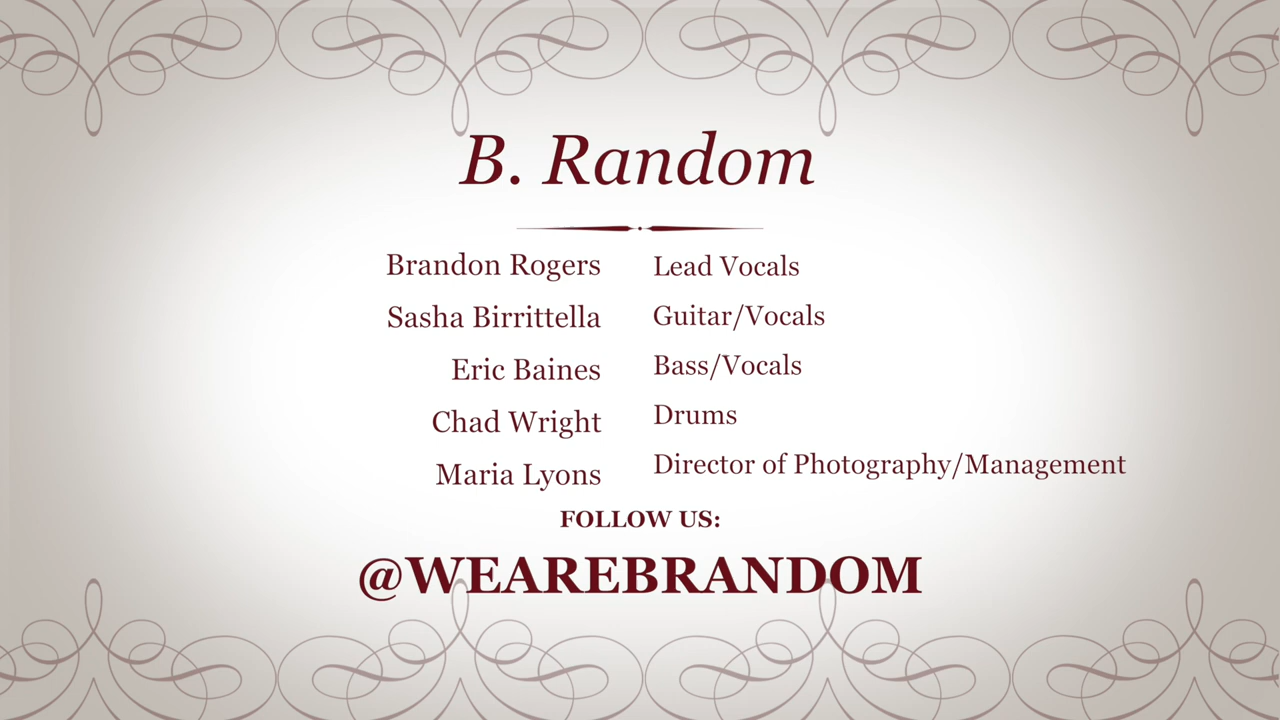 B. Random
Brandon Rogers Lead Vocals
Sasha Birrittella Guitar/Vocals
Eric Baines Bass/Vocals
Chad Wright Drums
Maria Lyons Director of Photography/Management
FOLLOW US:
@WEAREBRANDOM